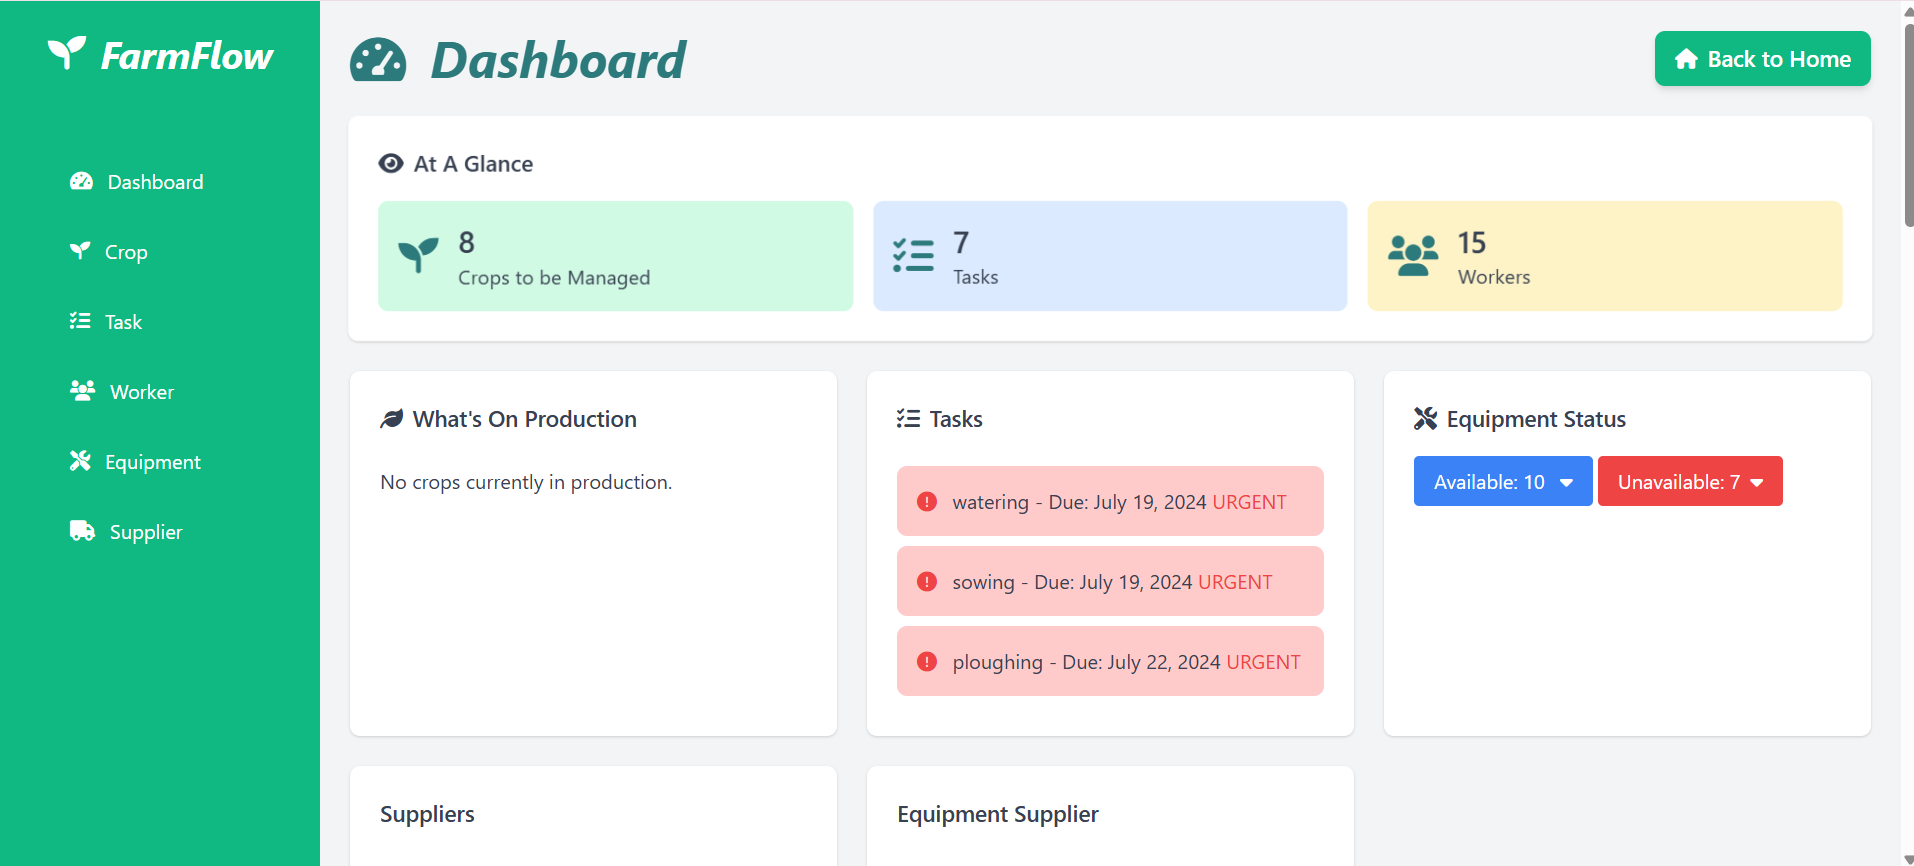 FarmFlow
Dashboard
Crop
Task
Worker
Equipment
Supplier
Dashboard
Back to Home
At A Glance
8
Crops to be Managed
7
Tasks
15
Workers
What's On Production
No crops currently in production.
Tasks
watering - Due: July 19, 2024 URGENT
sowing - Due: July 19, 2024 URGENT
ploughing - Due: July 22, 2024 URGENT
Equipment Status
Available: 10
Unavailable: 7
Suppliers
Equipment Supplier